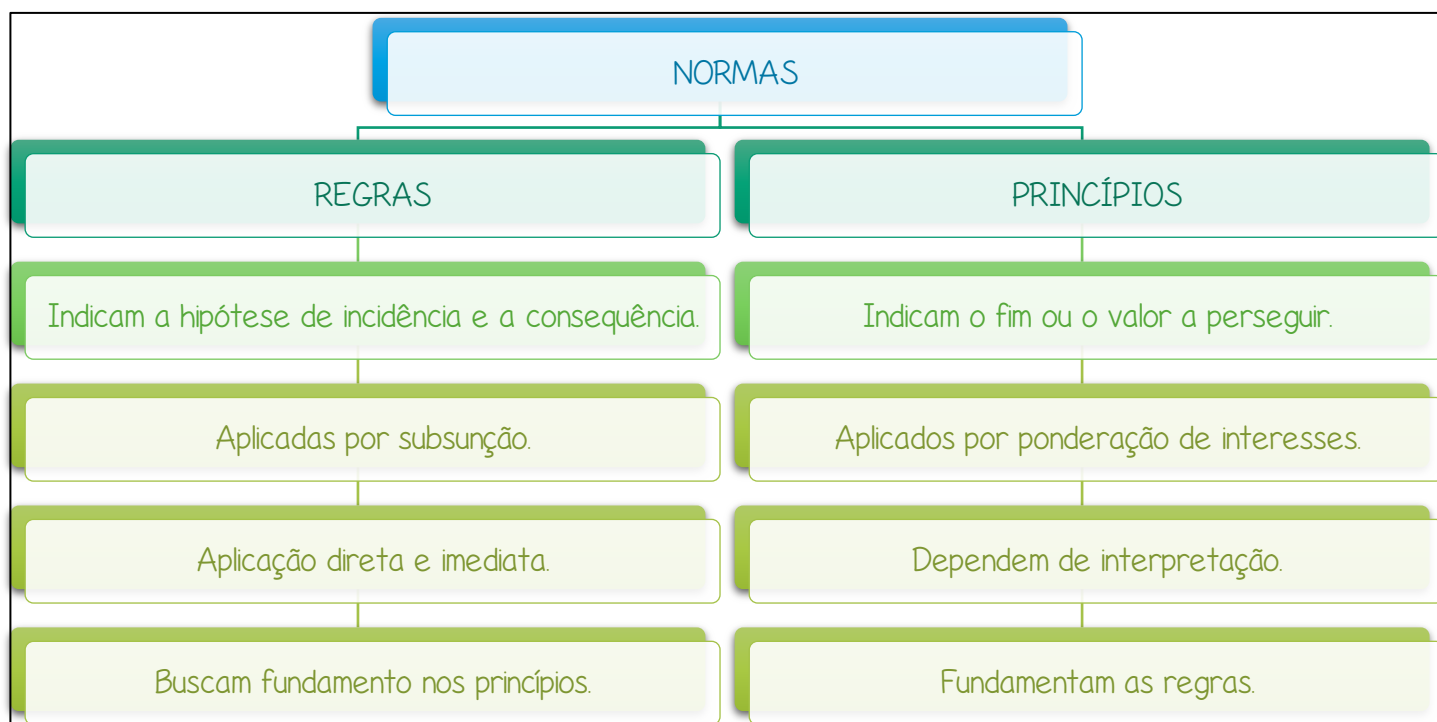 NORMAS
REGRAS
PRINCÍPIOS
Indicam a hipótese de incidência e a consequência.
Indicam o fim ou o valor a perseguir.
Aplicadas por subsunção.
Aplicados por ponderação de interesses.
Aplicação direta e imediata.
Dependem de interpretação.
Buscam fundamento nos princípios.
Fundamentam as regras.